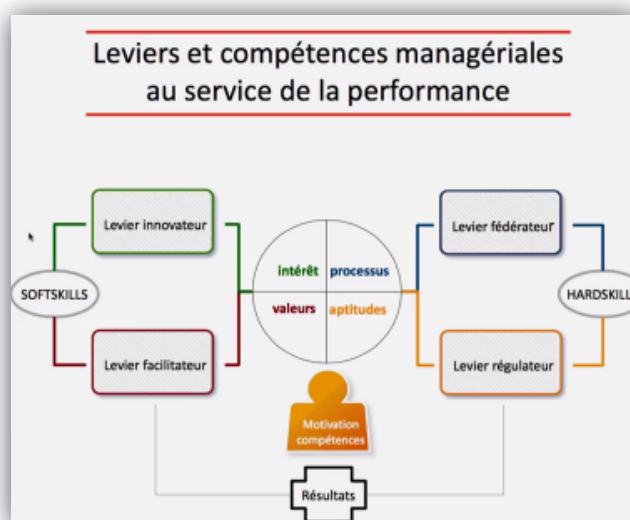 Leviers et compétences managériales
au service de la performance
Levier innovateur
Levier fédérateur
intérêt
processus
SOFTSKILLS
HARDSKILL
valeurs
aptitudes
Levier facilitateur
Levier régulateur
Motivation
compétences
Résultats